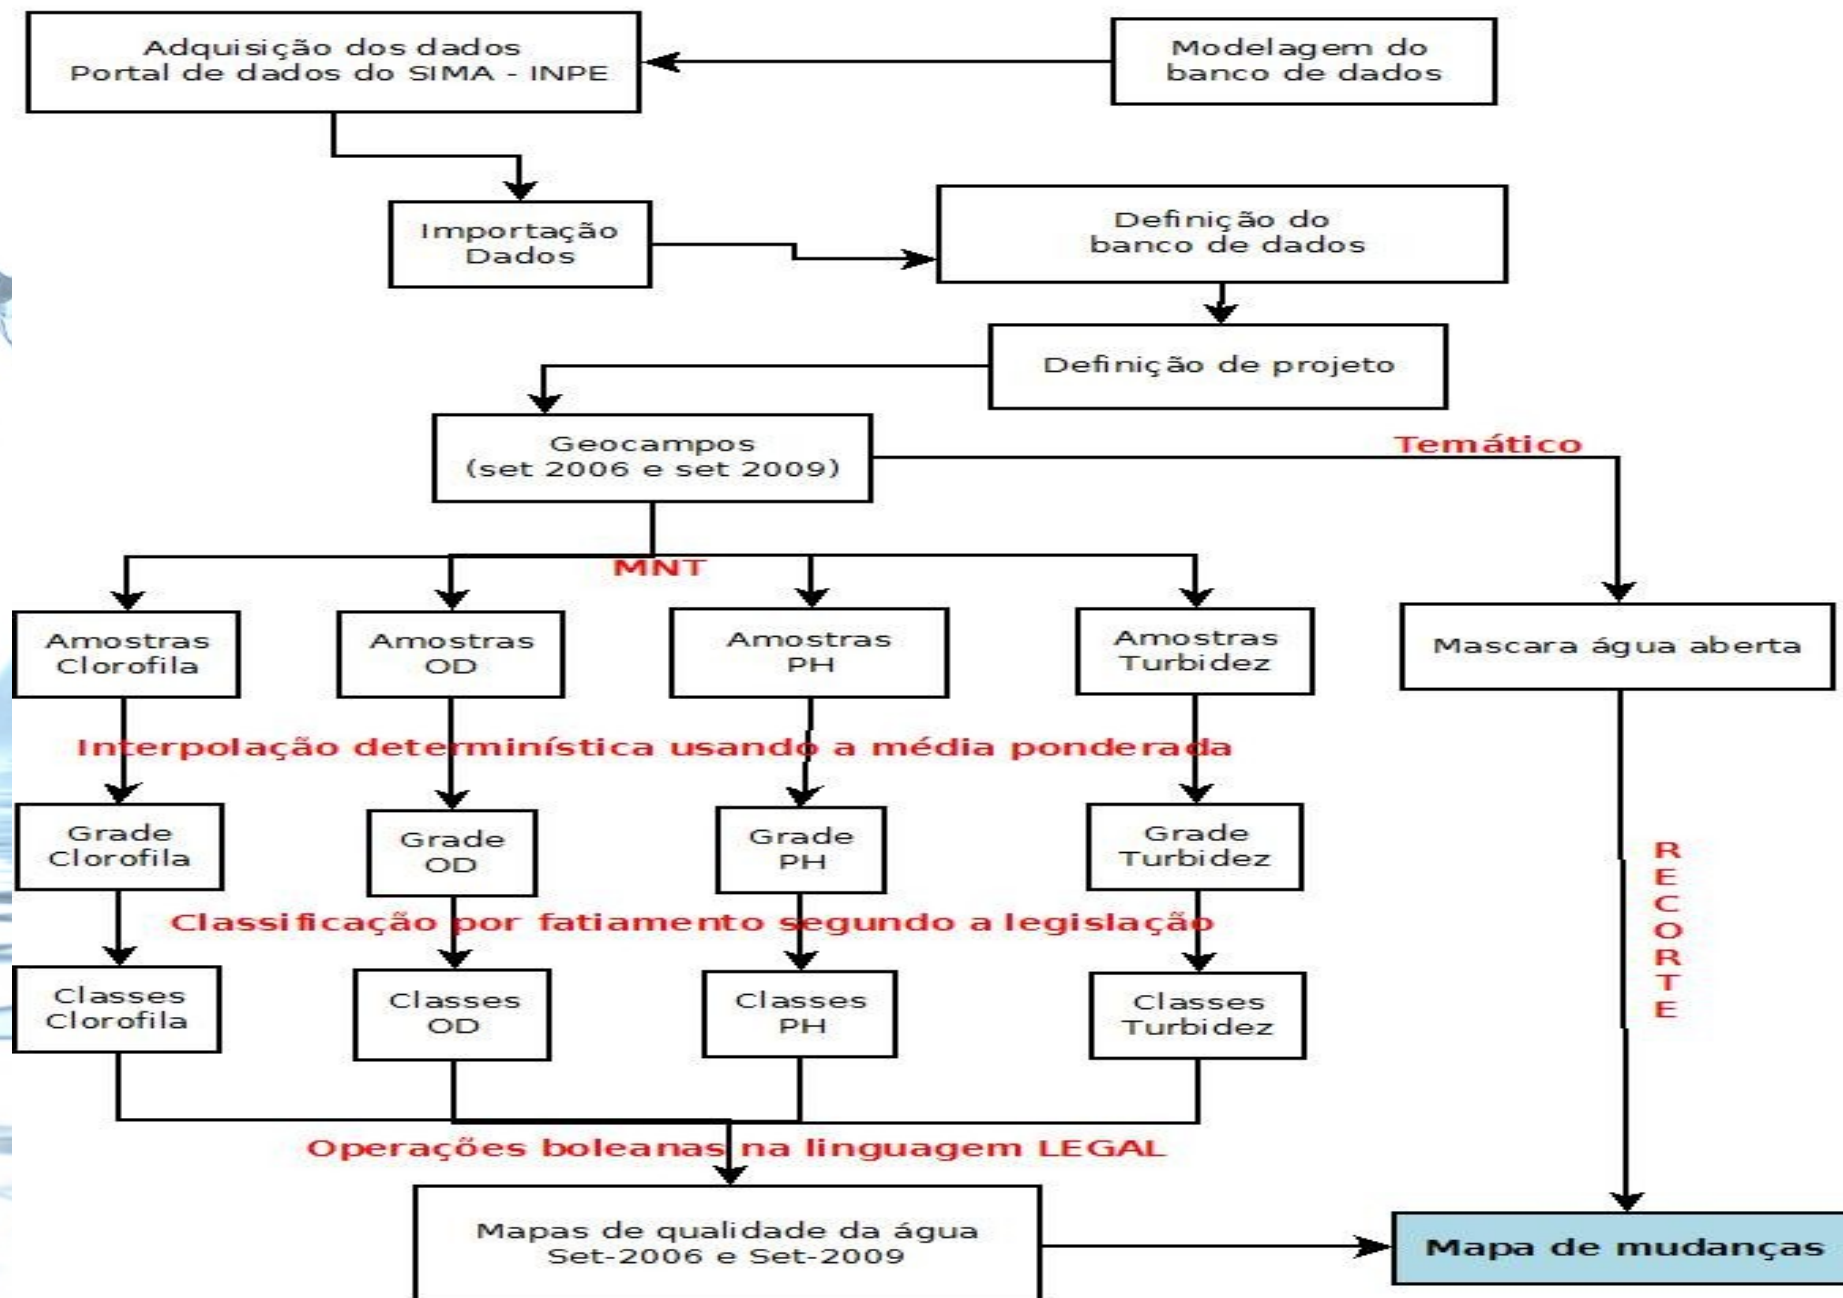 Adquisição dos dados
Portal de dados do SIMA - INPE
Modelagem do
banco de dados
Importação
Dados
Definição do
banco de dados
Definição de projeto
Geocampos
(set 2006 e set 2009)
Temático
MNT
Amostras
Clorofila
Amostras
OD
Amostras
PH
Amostras
Turbidez
Mascara água aberta
Interpolação determinística usando a média ponderada
Grade
Clorofila
Grade
OD
Grade
PH
Grade
Turbidez
RECORTE
Classificação por fatiamento segundo a legislação
Classes
Clorofila
Classes
OD
Classes
PH
Classes
Turbidez
Operações boleanas na linguagem LEGAL
Mapas de qualidade da água
Set-2006 e Set-2009
Mapa de mudanças